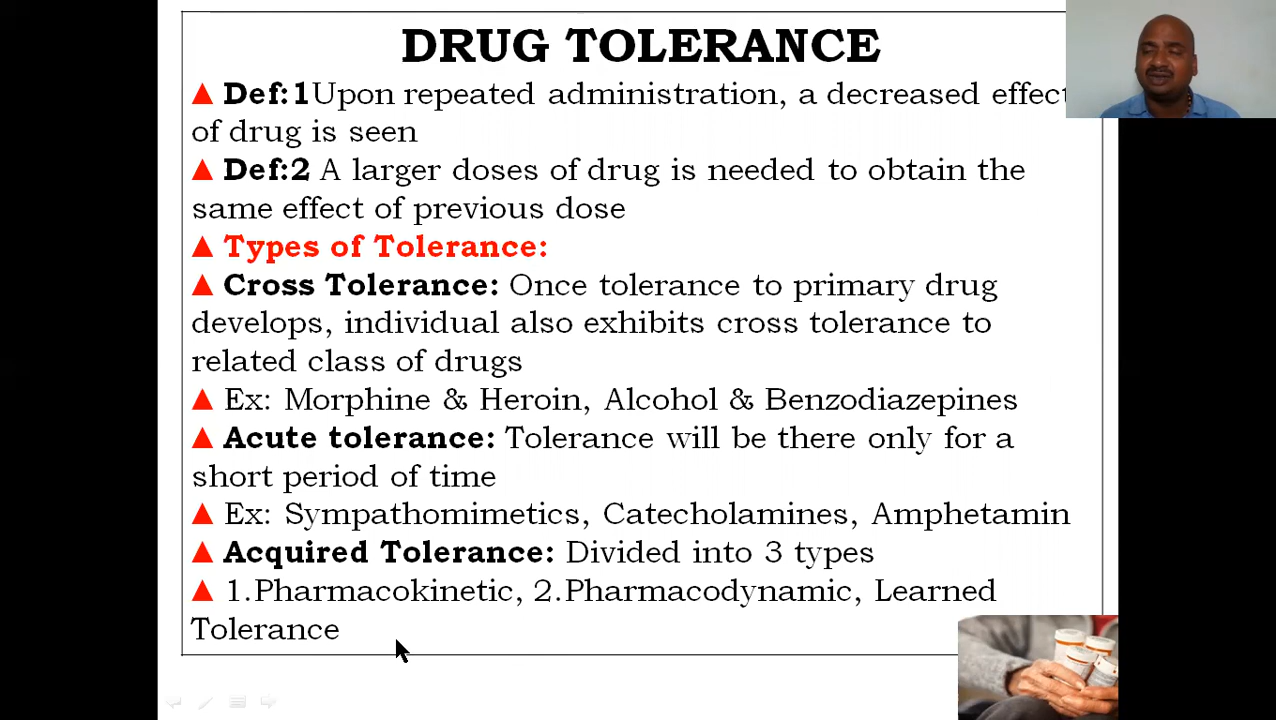 DRUG TOLERANCE
▲ Def:1Upon repeated administration, a decreased effect
of drug is seen
▲ Def:2 A larger doses of drug is needed to obtain the
same effect of previous dose
▲ Types of Tolerance:
▲ Cross Tolerance: Once tolerance to primary drug
develops, individual also exhibits cross tolerance to
related class of drugs
▲ Ex: Morphine & Heroin, Alcohol & Benzodiazepines
▲ Acute tolerance: Tolerance will be there only for a
short period of time
▲ Ex: Sympathomimetics, Catecholamines, Amphetamin
▲ Acquired Tolerance: Divided into 3 types
▲ 1.Pharmacokinetic, 2.Pharmacodynamic, Learned
Tolerance